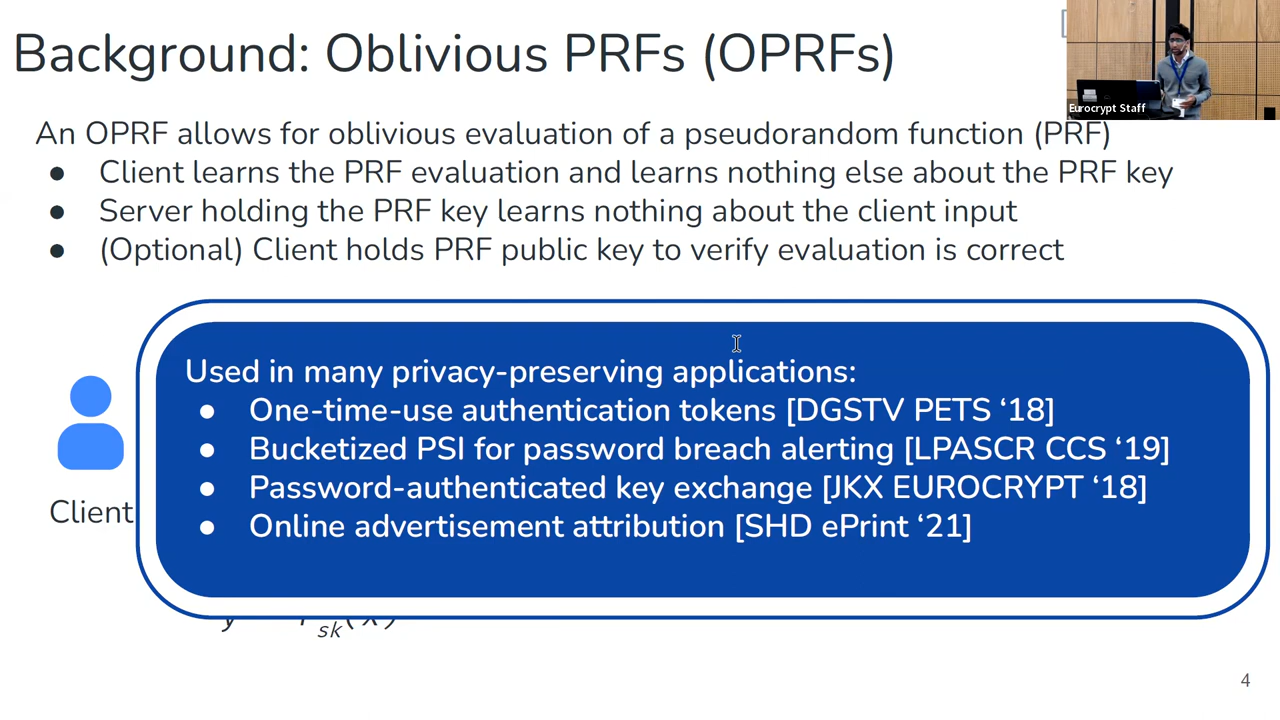 Background: Oblivious PRFs (OPRFs)
Eurocrypt Staff
An OPRF allows for oblivious evaluation of a pseudorandom function (PRF)
● Client learns the PRF evaluation and learns nothing else about the PRF key
● Server holding the PRF key learns nothing about the client input
● (Optional) Client holds PRF public key to verify evaluation is correct
Used in many privacy-preserving applications:
● One-time-use authentication tokens [DGSTV PETS ‘18]
● Bucketized PSI for password breach alerting [LPASCR CCS ‘19]
● Password-authenticated key exchange [JKX EUROCRYPT ‘18]
● Online advertisement attribution [SHD ePrint ‘21]
Client
sk
4